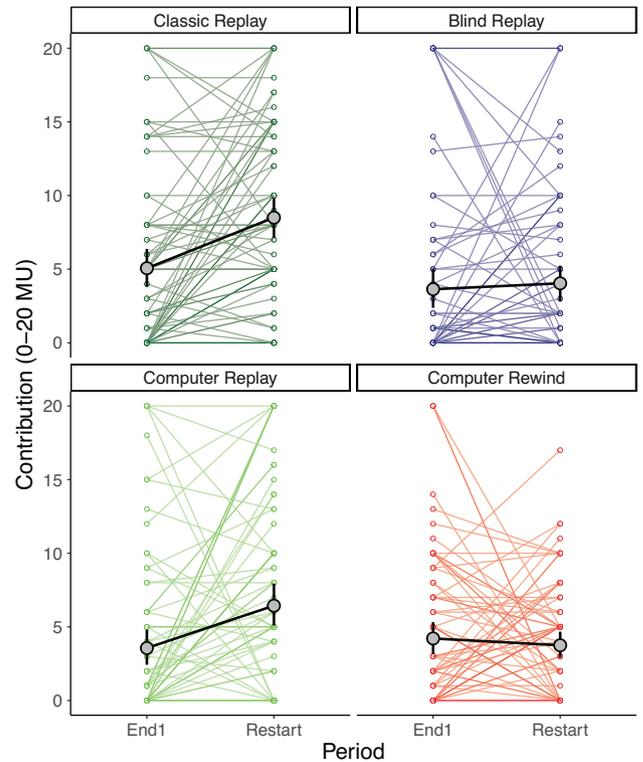 Classic Replay
Blind Replay
20
15
10
5
0
Computer Replay
Computer Rewind
20
15
10
5
0
Contribution (0–20 MU)
End1
Restart
End1
Restart
Period